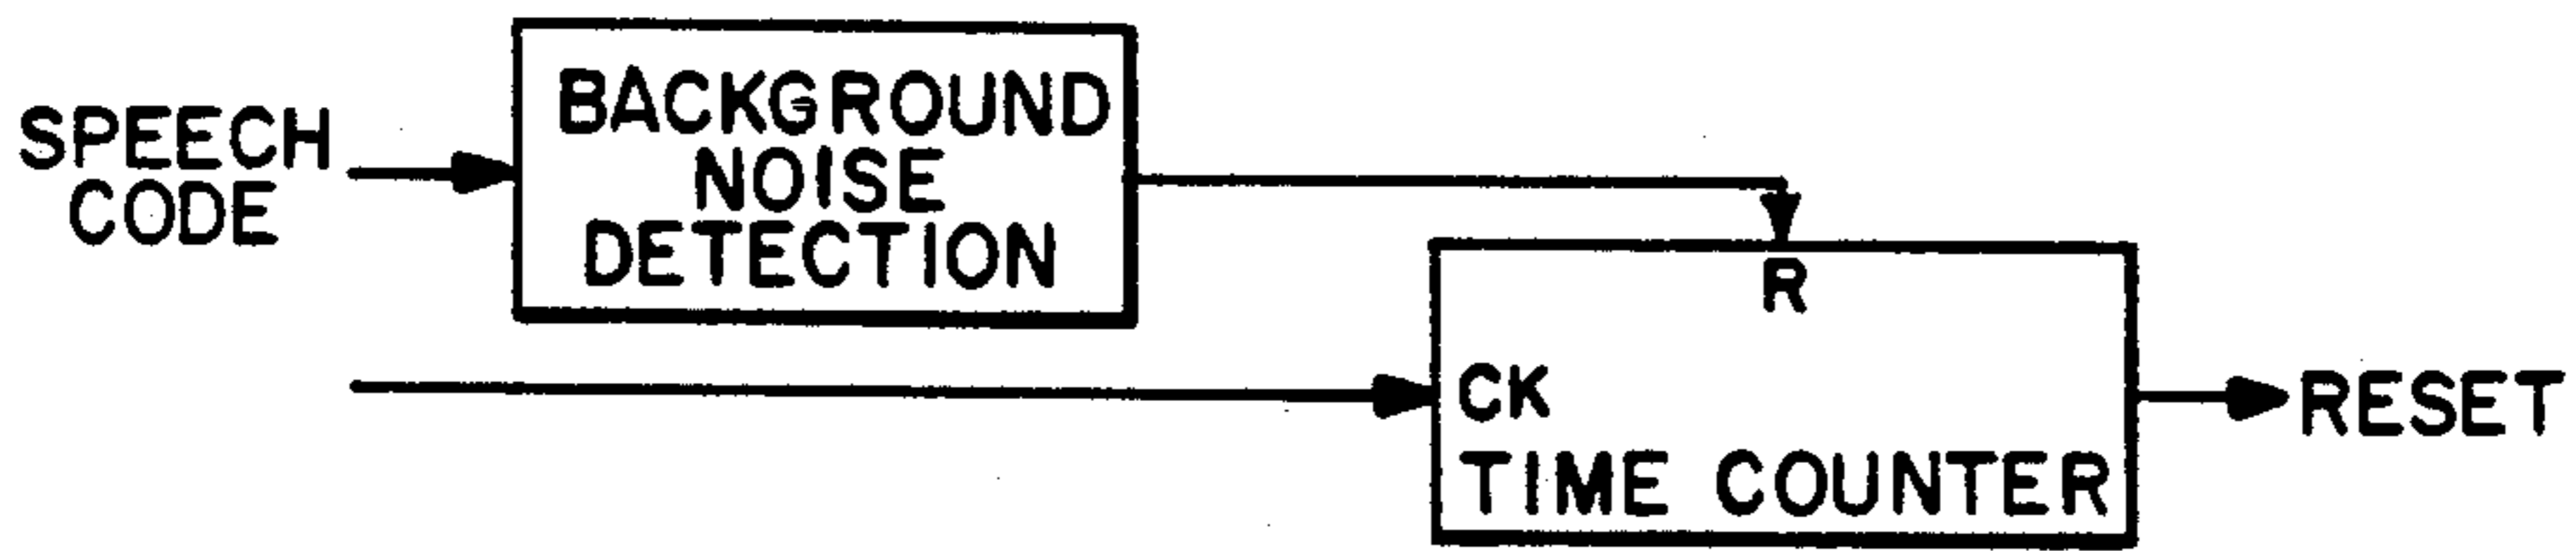 SPEECH
CODE
BACKGROUND
NOISE
DETECTION
R
CK
TIME COUNTER
RESET